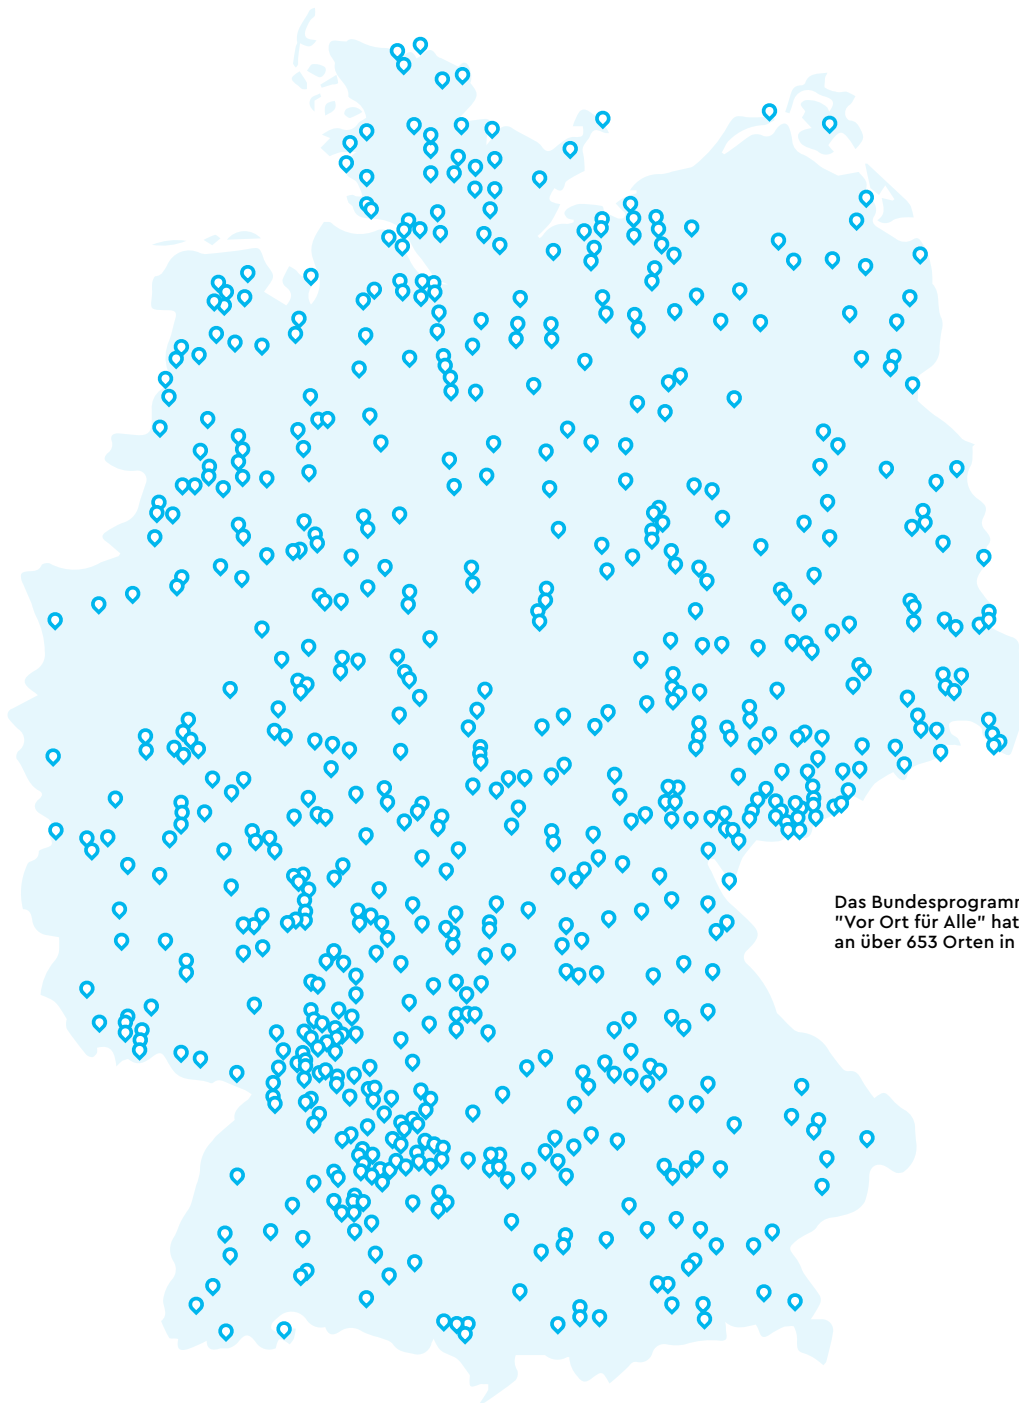 Das Bundesprogramm
"Vor Ort für Alle" hat
an über 653 Orten in